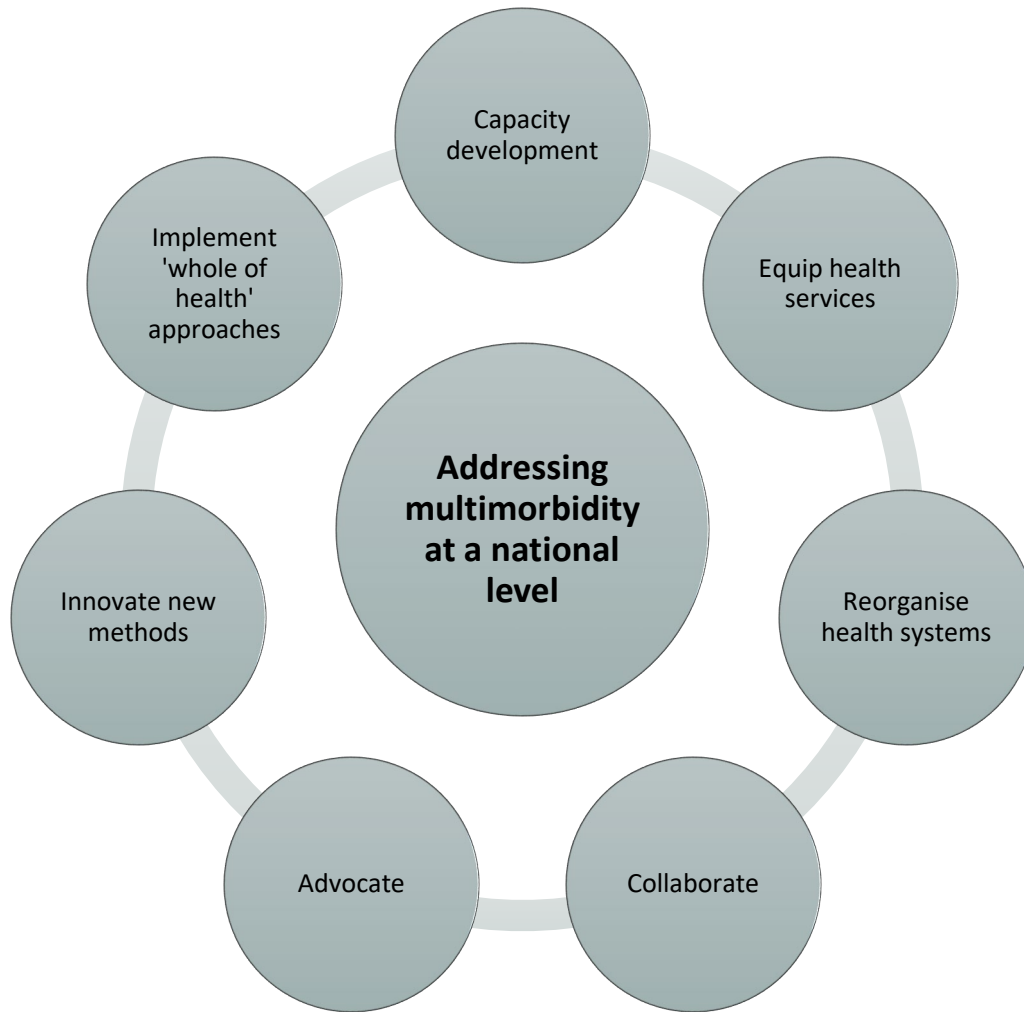 Capacity
development
Equip health
services
Reorganise
health systems
Collaborate
Advocate
Innovate new
methods
Implement
'whole of
health'
approaches
Addressing
multimorbidity
at a national
level